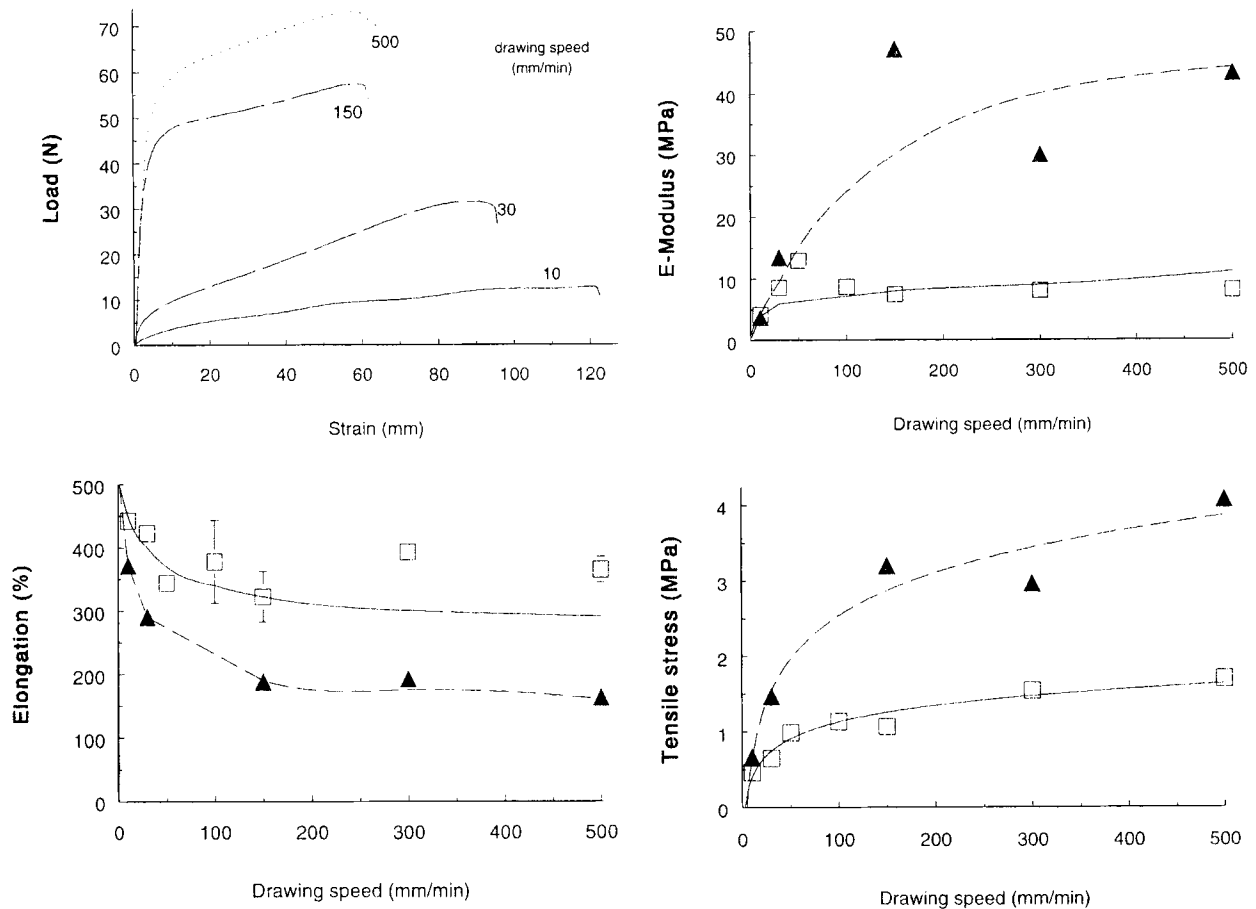 70
60
50
40
30
20
10
0
Load (N)
500
150
30
10
drawing speed
(mm/min)
0 20 40 60 80 100 120
Strain (mm)
50
40
30
20
10
0
E-Modulus (MPa)
0 100 200 300 400 500
Drawing speed (mm/min)
500
400
300
200
100
0
Elongation (%)
0 100 200 300 400 500
Drawing speed (mm/min)
4
3
2
1
0
Tensile stress (MPa)
0 100 200 300 400 500
Drawing speed (mm/min)